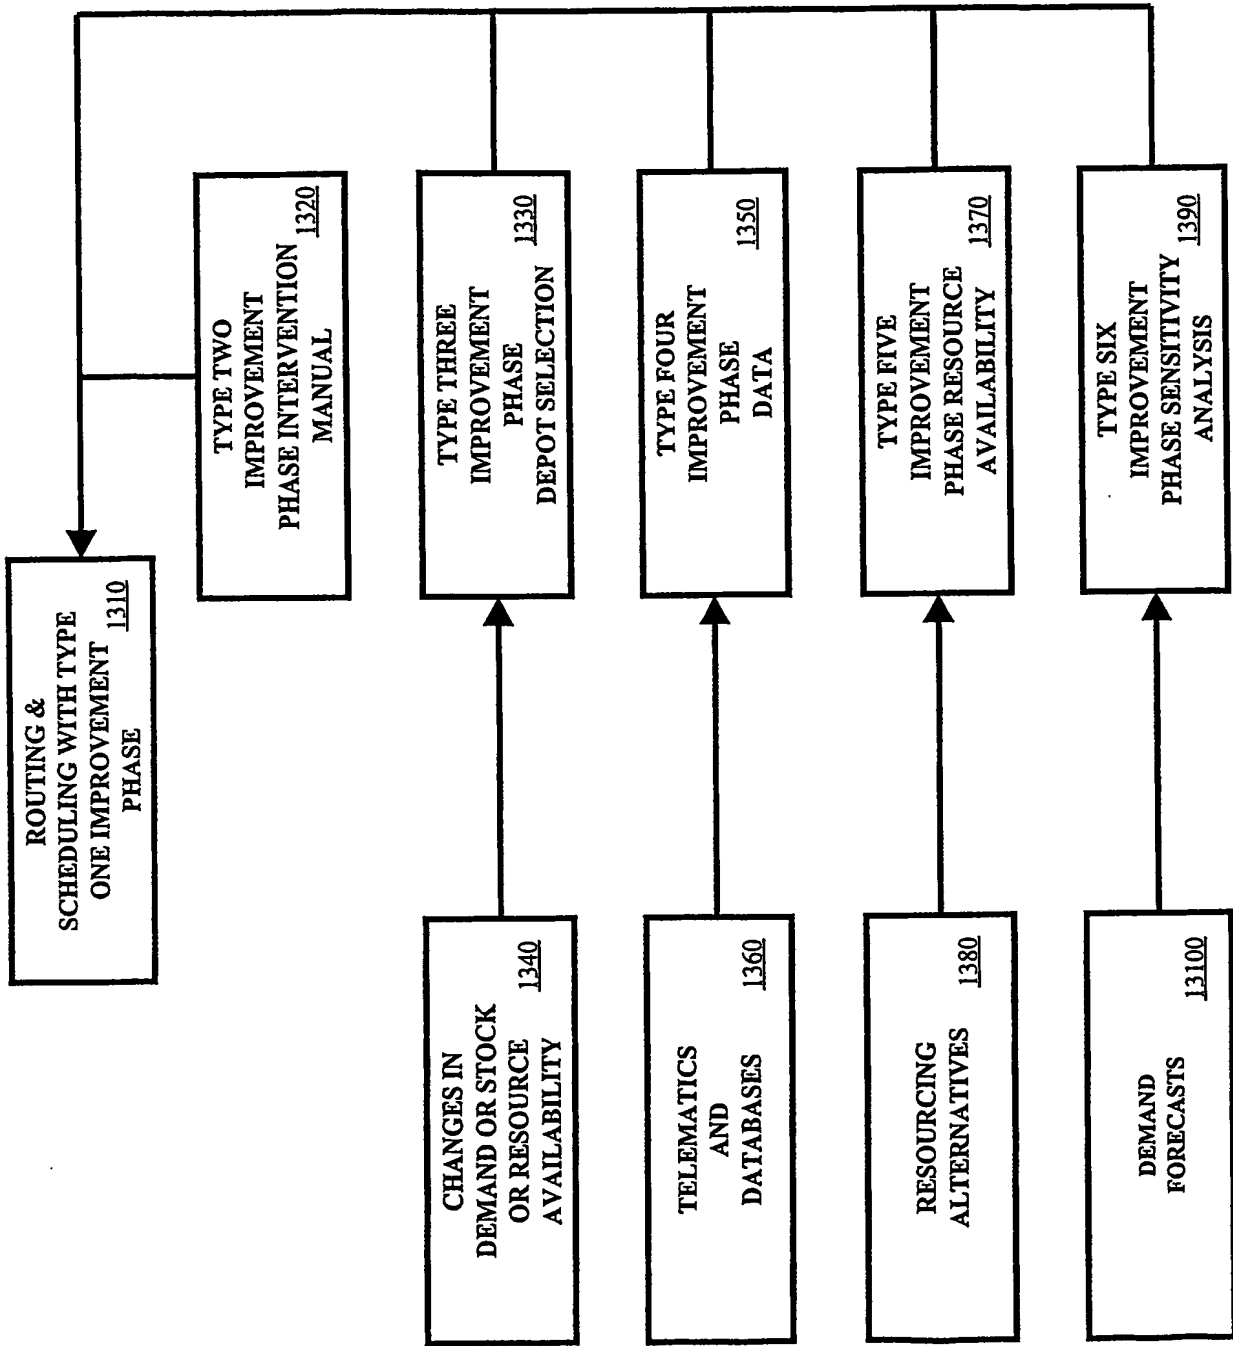 ROUTING &
SCHEDULING WITH TYPE
ONE IMPROVEMENT
PHASE
1310
TYPE TWO
IMPROVEMENT
PHASE INTERVENTION
MANUAL
1320
CHANGES IN
DEMAND OR STOCK
OR RESOURCE
AVAILABILITY
1340
TYPE THREE
IMPROVEMENT
PHASE
DEPOT SELECTION
1330
TELEMATICS
AND
DATABASES
1360
TYPE FOUR
IMPROVEMENT
PHASE
DATA
1350
RESOURCING
ALTERNATIVES
1380
TYPE FIVE
IMPROVEMENT
PHASE RESOURCE
AVAILABILITY
1370
DEMAND
FORECASTS
13100
TYPE SIX
IMPROVEMENT
PHASE SENSITIVITY
ANALYSIS
1390